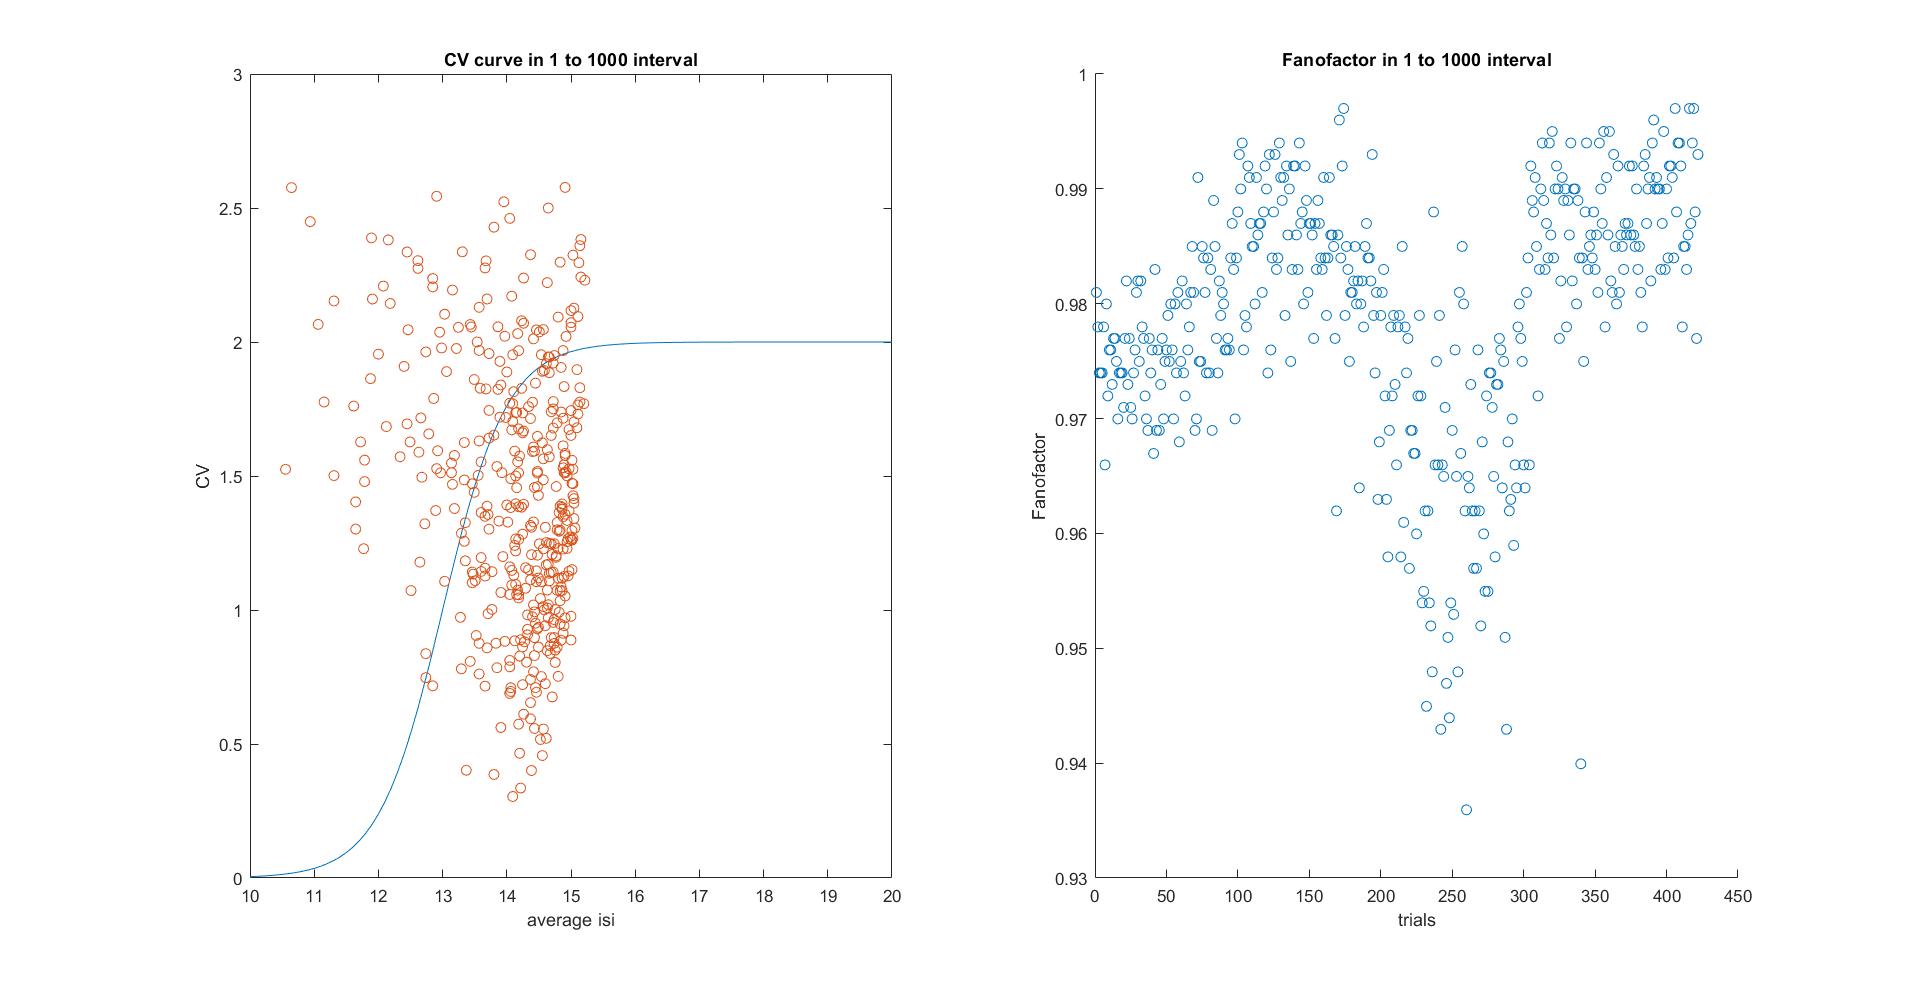 CV curve in 1 to 1000 interval
3
2.5
2
1.5
1
0.5
0
CV
10 11 12 13 14 15 16 17 18 19 20
average isi
Fanofactor in 1 to 1000 interval
1
0.99
0.98
0.97
0.96
0.95
0.94
0.93
Fanofactor
0 50 100 150 200 250 300 350 400 450
trials